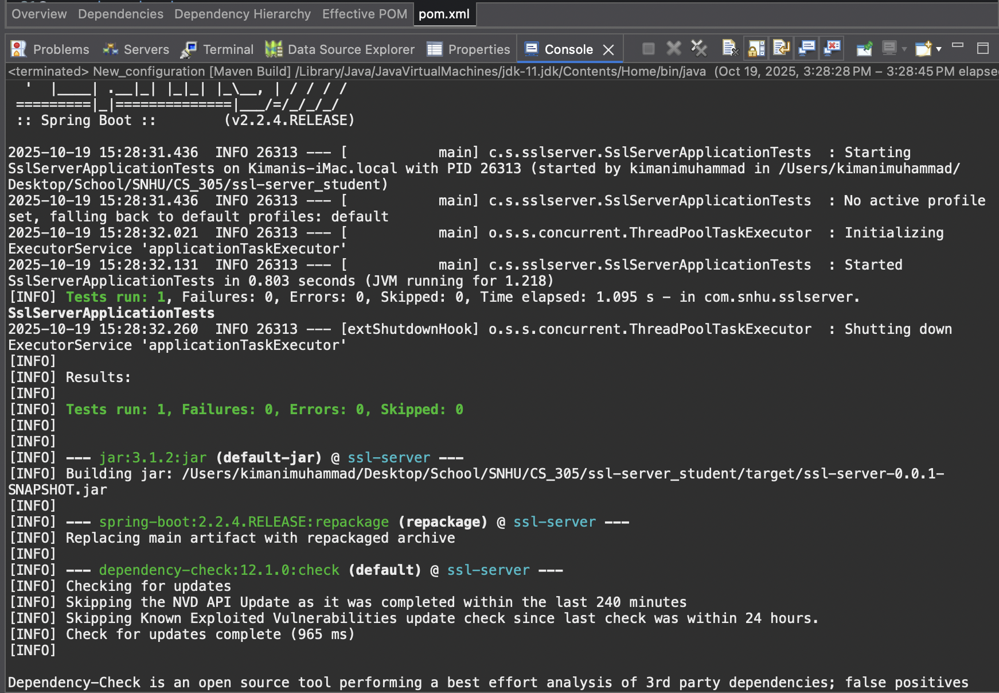 Overview Dependencies Dependency Hierarchy Effective POM pom.xml
Problems Servers Terminal Data Source Explorer Properties Console
<terminated> New_configuration [Maven Build] /Library/Java/JavaVirtualMachines/jdk-11.jdk/Contents/Home/bin/java (Oct 19, 2025, 3:28:28 PM – 3:28:45 PM elapse
  '  |____| .__|_| |_|_| |_\__, | / / / /
 =========|_|==============|___/=/_/_/_/
 :: Spring Boot ::        (v2.2.4.RELEASE)
2025-10-19 15:28:31.436  INFO 26313 --- [           main] c.s.sslserver.SslServerApplicationTests  : Starting
SslServerApplicationTests on Kimanis-iMac.local with PID 26313 (started by kimanimuhammad in /Users/kimanimuhammad/
Desktop/School/SNHU/CS_305/ssl-server_student)
2025-10-19 15:28:31.436  INFO 26313 --- [           main] c.s.sslserver.SslServerApplicationTests  : No active profile
set, falling back to default profiles: default
2025-10-19 15:28:32.021  INFO 26313 --- [           main] o.s.s.concurrent.ThreadPoolTaskExecutor  : Initializing
ExecutorService 'applicationTaskExecutor'
2025-10-19 15:28:32.131  INFO 26313 --- [           main] c.s.sslserver.SslServerApplicationTests  : Started
SslServerApplicationTests in 0.803 seconds (JVM running for 1.218)
[INFO] Tests run: 1, Failures: 0, Errors: 0, Skipped: 0, Time elapsed: 1.095 s - in com.snhu.sslserver.
SslServerApplicationTests
2025-10-19 15:28:32.260  INFO 26313 --- [extShutdownHook] o.s.s.concurrent.ThreadPoolTaskExecutor  : Shutting down
ExecutorService 'applicationTaskExecutor'
[INFO]
[INFO] Results:
[INFO]
[INFO] Tests run: 1, Failures: 0, Errors: 0, Skipped: 0
[INFO]
[INFO]
[INFO] --- jar:3.1.2:jar (default-jar) @ ssl-server ---
[INFO] Building jar: /Users/kimanimuhammad/Desktop/School/SNHU/CS_305/ssl-server_student/target/ssl-server-0.0.1-
SNAPSHOT.jar
[INFO]
[INFO] --- spring-boot:2.2.4.RELEASE:repackage (repackage) @ ssl-server ---
[INFO] Replacing main artifact with repackaged archive
[INFO]
[INFO] --- dependency-check:12.1.0:check (default) @ ssl-server ---
[INFO] Checking for updates
[INFO] Skipping the NVD API Update as it was completed within the last 240 minutes
[INFO] Skipping Known Exploited Vulnerabilities update check since last check was within 24 hours.
[INFO] Check for updates complete (965 ms)
[INFO]
Dependency-Check is an open source tool performing a best effort analysis of 3rd party dependencies; false positives